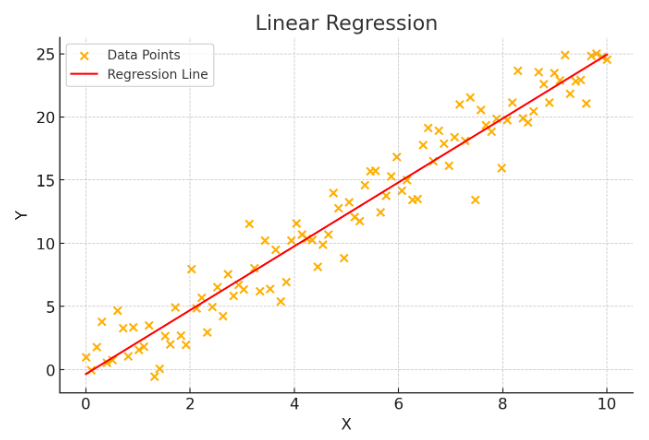 Linear Regression
Data Points
Regression Line
25
20
15
10
5
0
Y
0 2 4 6 8 10
X